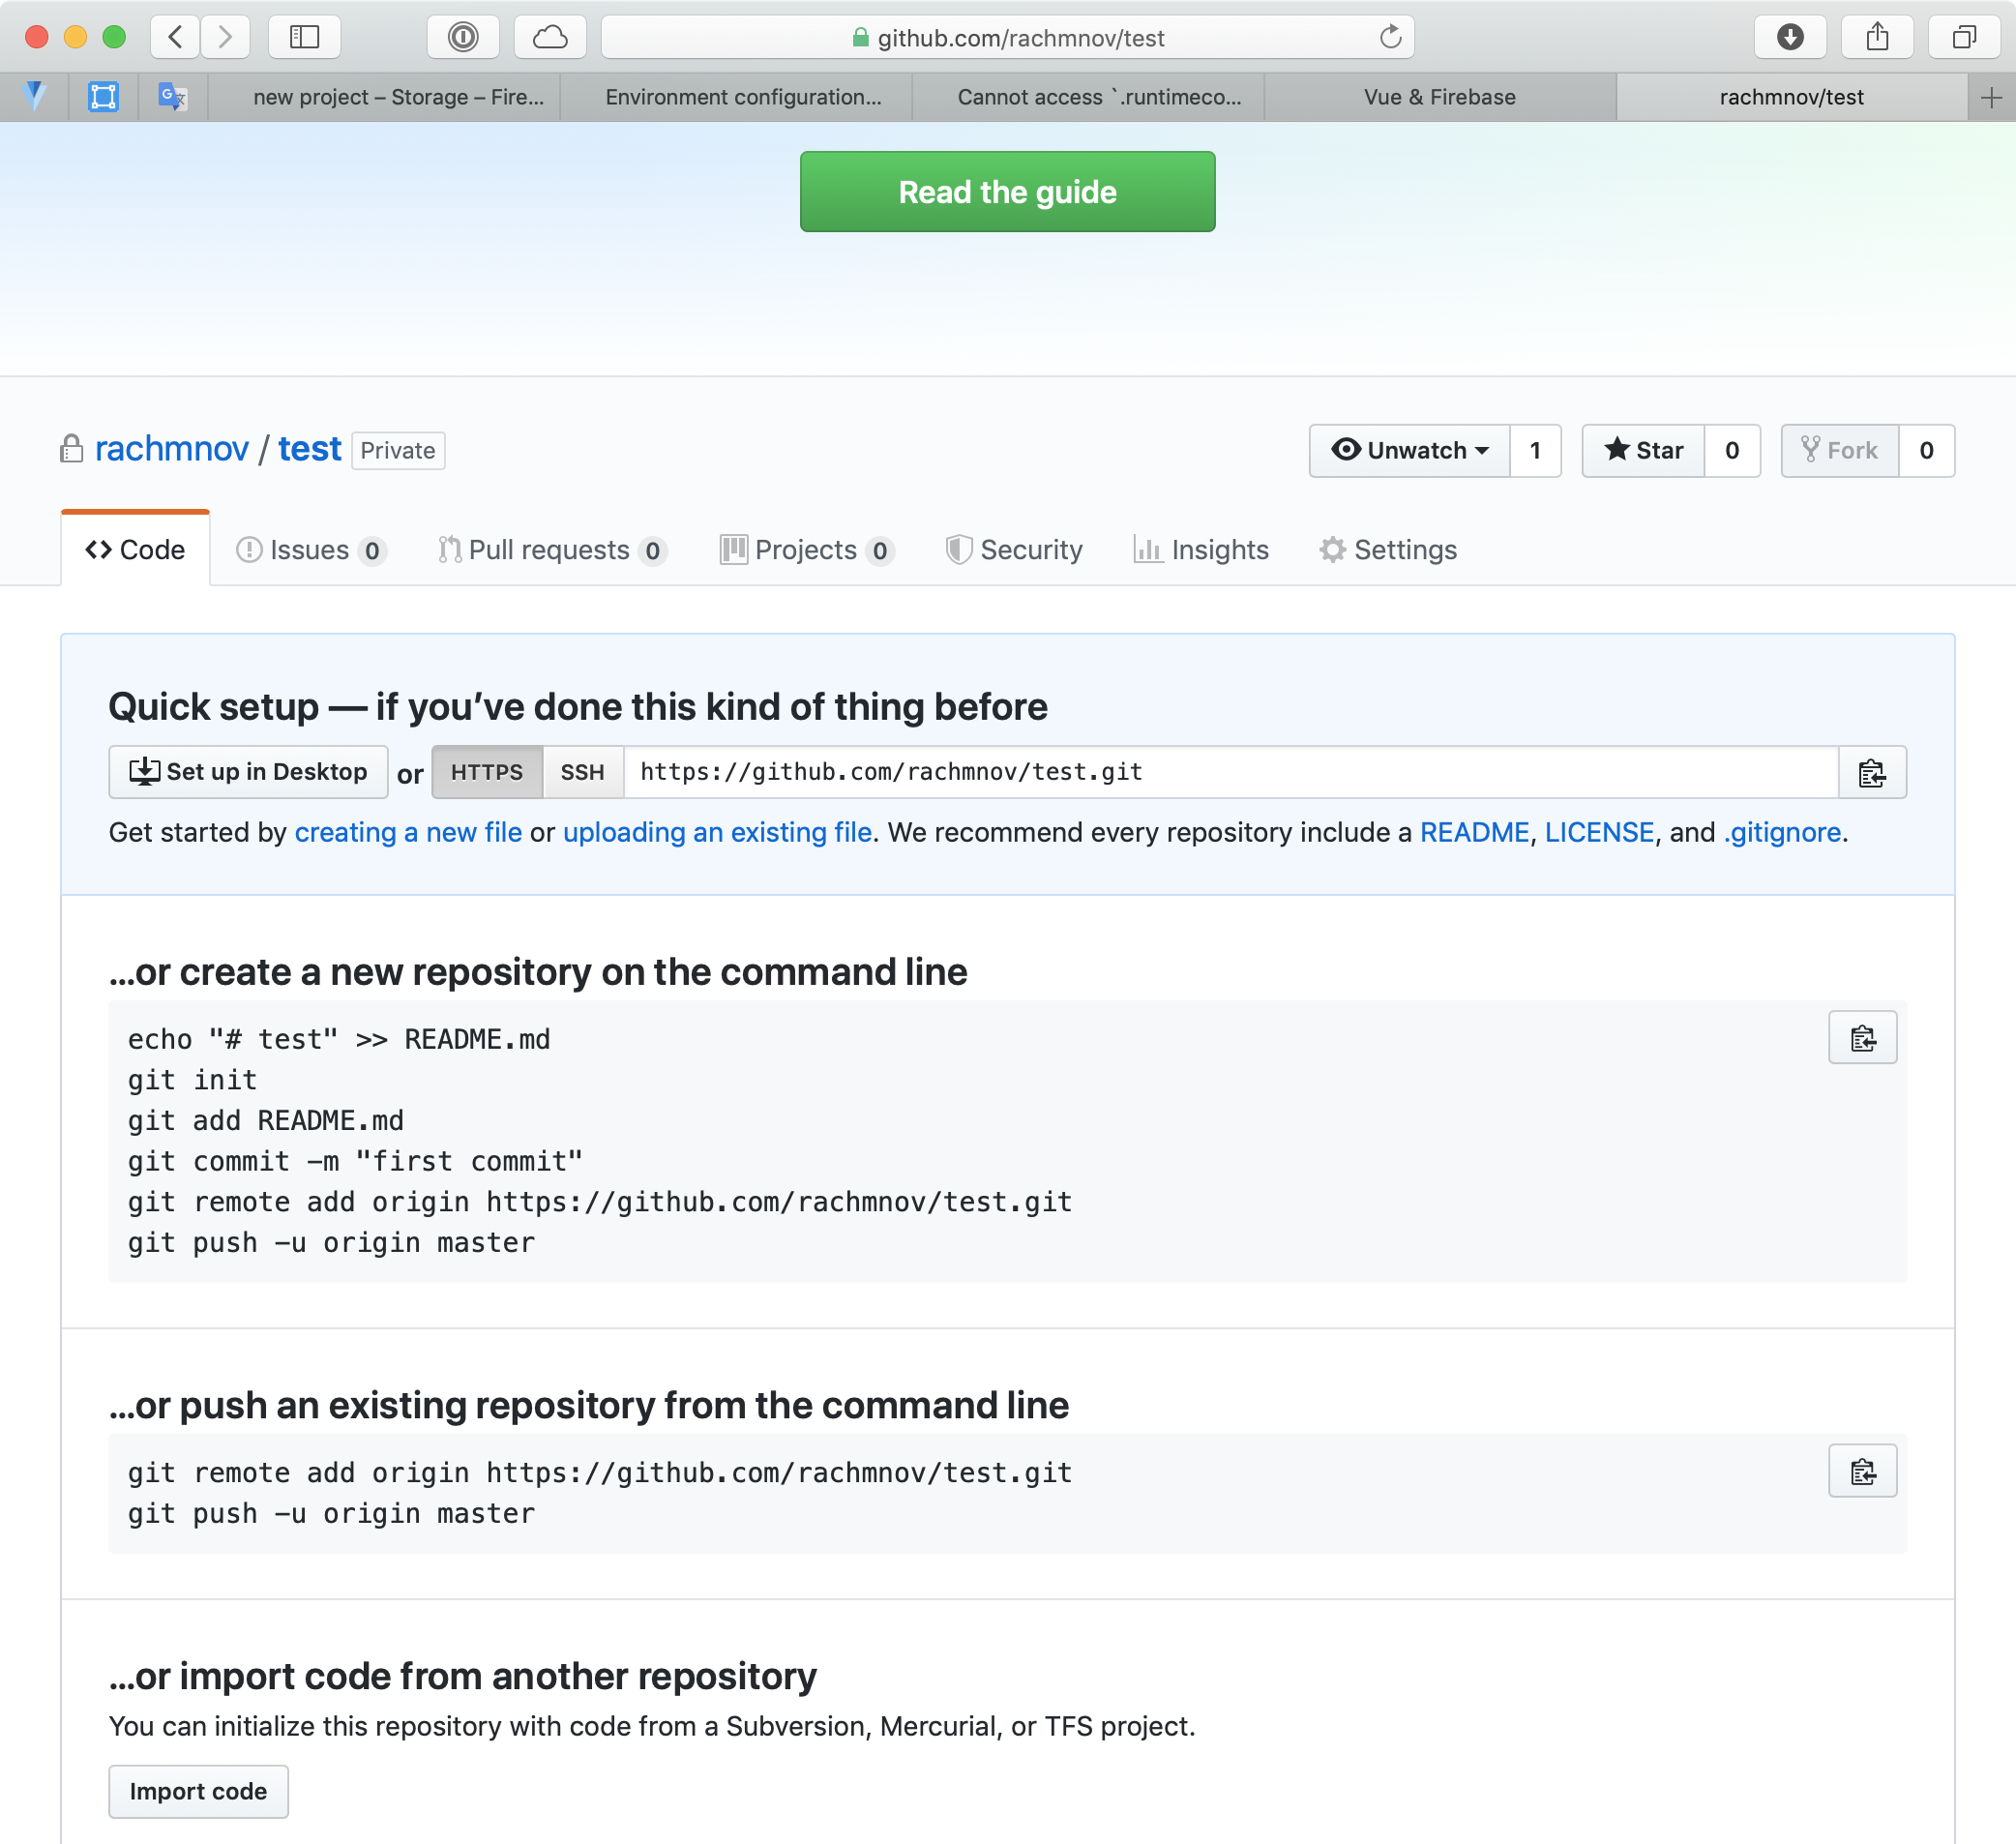 github.com/rachmnov/test
new project – Storage – Fire...
Environment configuration...
Cannot access `.runtimeco...
Vue & Firebase
rachmnov/test
Read the guide
rachmnov / test Private
Unwatch 1
Star 0
Fork 0
Code
Issues 0
Pull requests 0
Projects 0
Security
Insights
Settings
Quick setup — if you’ve done this kind of thing before
Set up in Desktop or HTTPS SSH https://github.com/rachmnov/test.git
Get started by creating a new file or uploading an existing file. We recommend every repository include a README, LICENSE, and .gitignore.
…or create a new repository on the command line
echo "# test" >> README.md
git init
git add README.md
git commit -m "first commit"
git remote add origin https://github.com/rachmnov/test.git
git push -u origin master
…or push an existing repository from the command line
git remote add origin https://github.com/rachmnov/test.git
git push -u origin master
…or import code from another repository
You can initialize this repository with code from a Subversion, Mercurial, or TFS project.
Import code